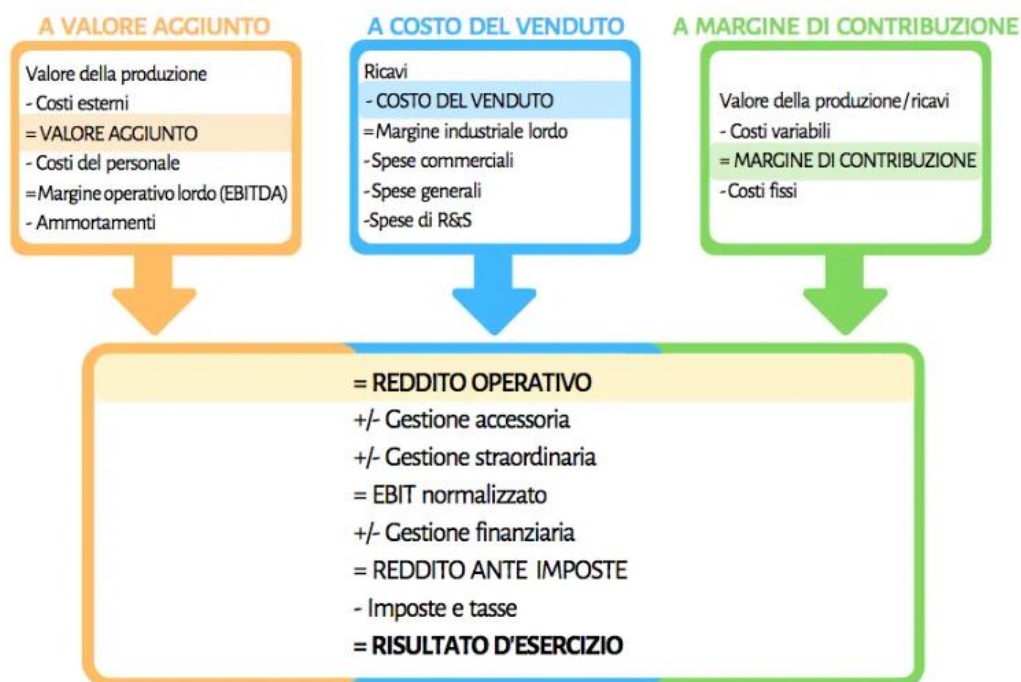 A VALORE AGGIUNTO
Valore della produzione
- Costi esterni
= VALORE AGGIUNTO
- Costi del personale
=Margine operativo lordo (EBITDA)
- Ammortamenti
A COSTO DEL VENDUTO
Ricavi
- COSTO DEL VENDUTO
=Margine industriale lordo
-Spese commerciali
-Spese generali
-Spese di R&S
A MARGINE DI CONTRIBUZIONE
Valore della produzione/ricavi
- Costi variabili
= MARGINE DI CONTRIBUZIONE
-Costi fissi
= REDDITO OPERATIVO
+/- Gestione accessoria
+/- Gestione straordinaria
= EBIT normalizzato
+/- Gestione finanziaria
= REDDITO ANTE IMPOSTE
- Imposte e tasse
= RISULTATO D'ESERCIZIO